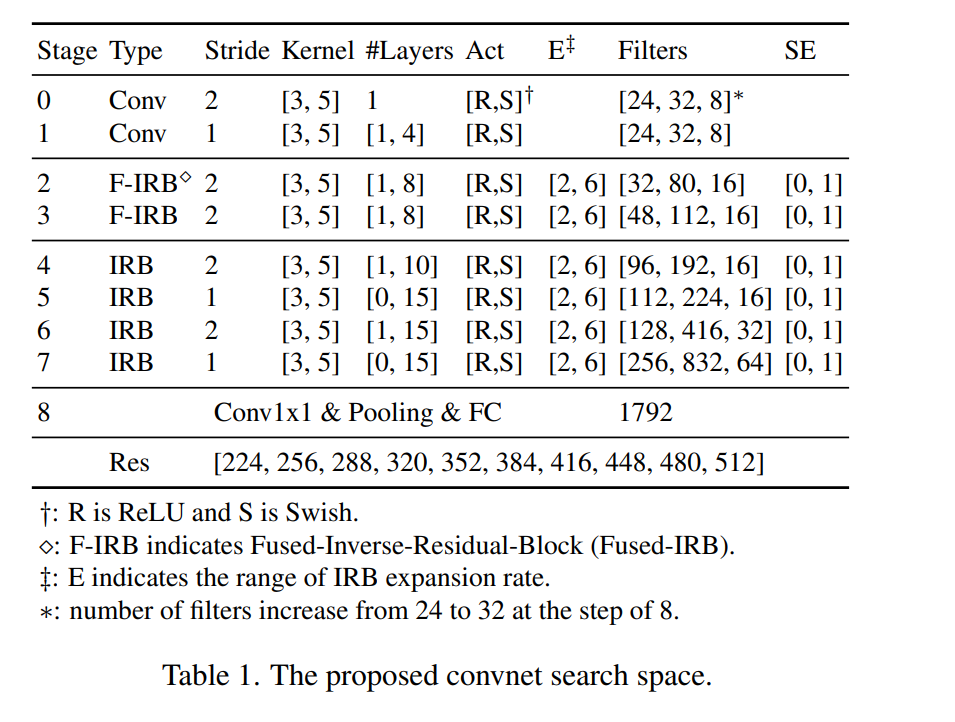 Stage Type Stride Kernel #Layers Act E‡ Filters SE
0 Conv 2 [3, 5] 1 [R,S]† [24, 32, 8]*
1 Conv 1 [3, 5] [1, 4] [R,S] [24, 32, 8]
2 F-IRB⋄ 2 [3, 5] [1, 8] [R,S] [2, 6] [32, 80, 16] [0, 1]
3 F-IRB 2 [3, 5] [1, 8] [R,S] [2, 6] [48, 112, 16] [0, 1]
4 IRB 2 [3, 5] [1, 10] [R,S] [2, 6] [96, 192, 16] [0, 1]
5 IRB 1 [3, 5] [0, 15] [R,S] [2, 6] [112, 224, 16] [0, 1]
6 IRB 2 [3, 5] [1, 15] [R,S] [2, 6] [128, 416, 32] [0, 1]
7 IRB 1 [3, 5] [0, 15] [R,S] [2, 6] [256, 832, 64] [0, 1]
8 Conv1x1 & Pooling & FC 1792
Res [224, 256, 288, 320, 352, 384, 416, 448, 480, 512]
†: R is ReLU and S is Swish.
⋄: F-IRB indicates Fused-Inverse-Residual-Block (Fused-IRB).
‡: E indicates the range of IRB expansion rate.
*: number of filters increase from 24 to 32 at the step of 8.
Table 1. The proposed convnet search space.